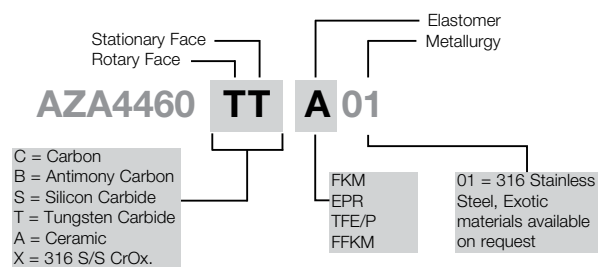 Elastomer
Stationary Face
Metallurgy
Rotary Face
AZA4460 TT A 01
C = Carbon
B = Antimony Carbon
S = Silicon Carbide
T = Tungsten Carbide
A = Ceramic
X = 316 S/S CrOx.
FKM
EPR
TFE/P
FFKM
01 = 316 Stainless
Steel, Exotic
materials available
on request